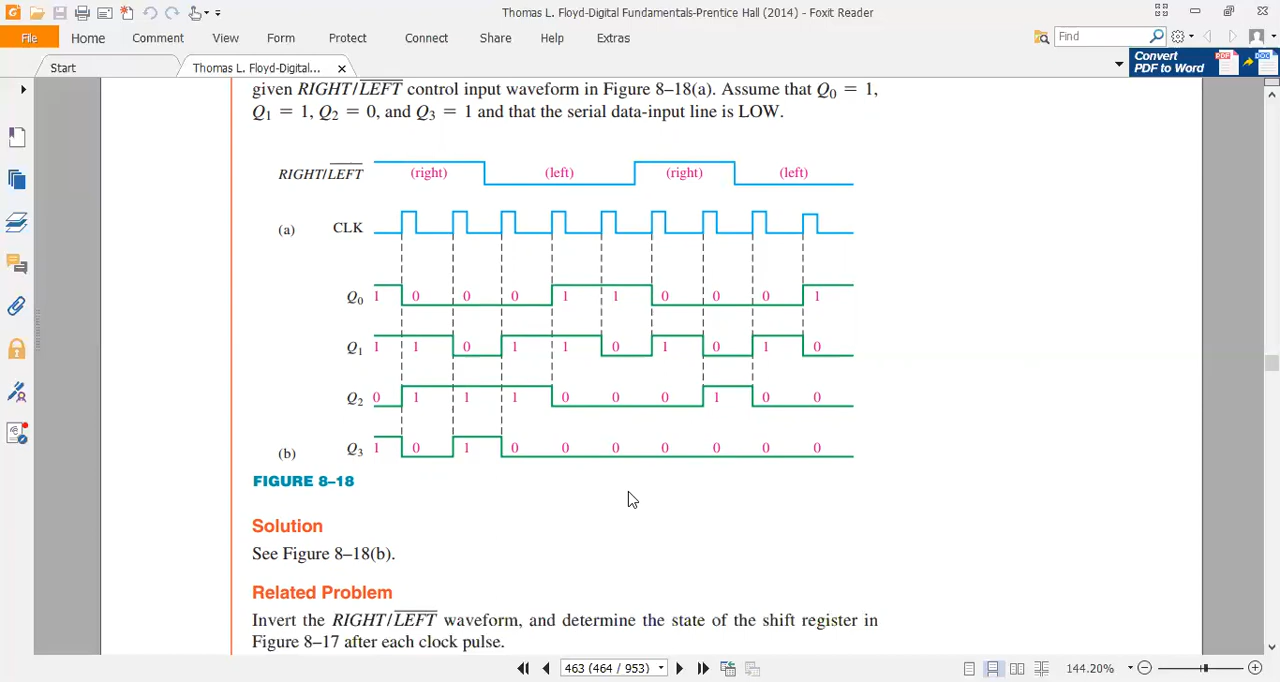 Thomas L. Floyd-Digital Fundamentals-Prentice Hall (2014) - Foxit Reader
File Home Comment View Form Protect Connect Share Help Extras Find
Start Thomas L. Floyd-Digital...
Convert
PDF to Word
given RIGHT/LEFT control input waveform in Figure 8–18(a). Assume that Q0 = 1,
Q1 = 1, Q2 = 0, and Q3 = 1 and that the serial data-input line is LOW.
RIGHT/LEFT (right) (left) (right) (left)
(a) CLK
Q0 1 0 0 0 1 1 0 0 0 1
Q1 1 1 0 1 1 0 1 0 1 0
Q2 0 1 1 1 0 0 0 1 0 0
(b) Q3 1 0 1 0 0 0 0 0 0 0
FIGURE 8–18
Solution
See Figure 8–18(b).
Related Problem
Invert the RIGHT/LEFT waveform, and determine the state of the shift register in
Figure 8–17 after each clock pulse.
463 (464 / 953) 144.20%